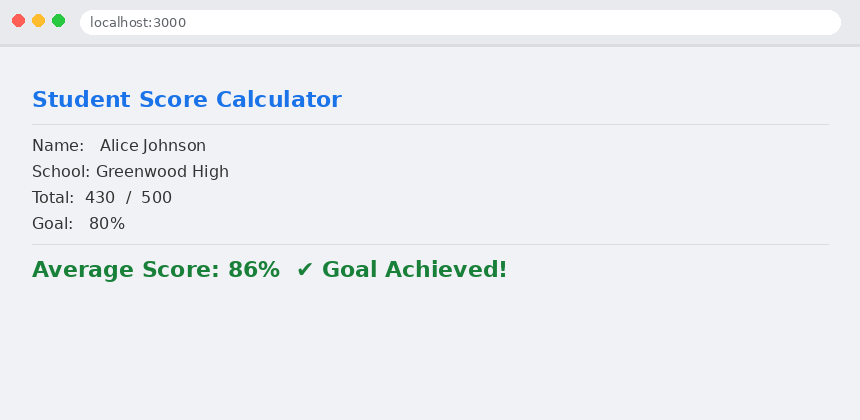 localhost:3000
Student Score Calculator
Name: Alice Johnson
School: Greenwood High
Total: 430 / 500
Goal: 80%
Average Score: 86% ✔ Goal Achieved!